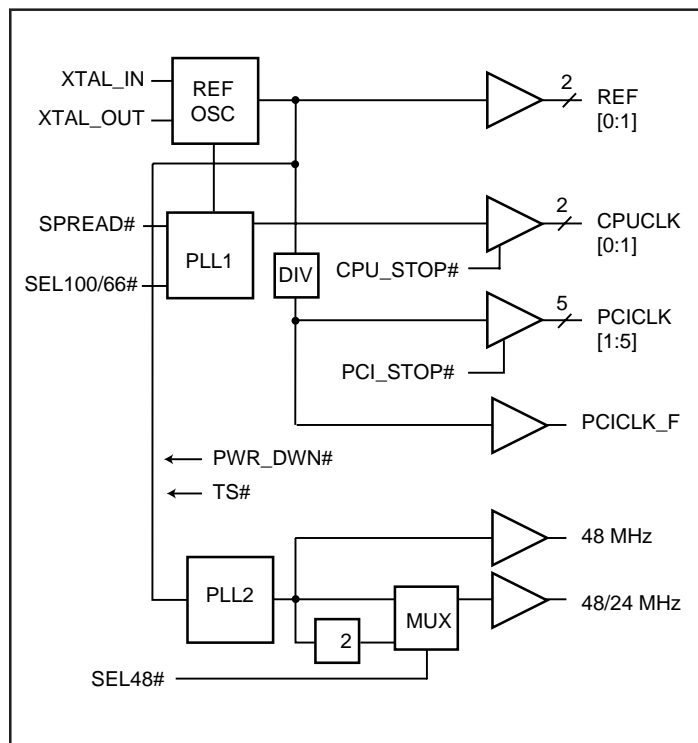 XTAL_IN
XTAL_OUT
REF
OSC
2
REF
[0:1]
SPREAD#
SEL100/66#
PLL1
DIV
CPU_STOP#
2
CPUCLK
[0:1]
PCI_STOP#
5
PCICLK
[1:5]
PCICLK_F
PWR_DWN#
TS#
PLL2
2
MUX
48 MHz
48/24 MHz
SEL48#